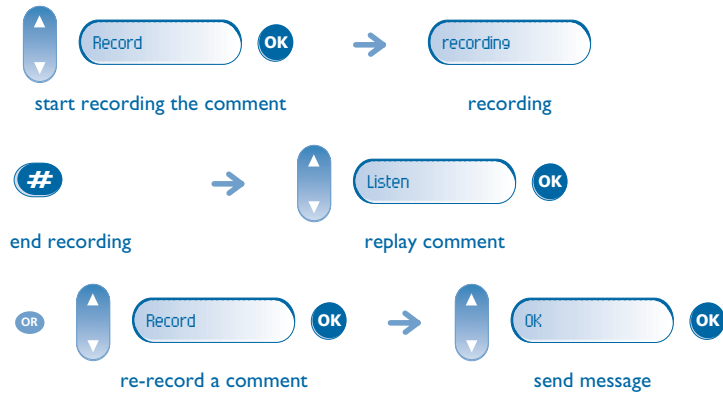 Record OK recording
start recording the comment recording
# Listen OK
end recording replay comment
OR Record OK OK OK
re-record a comment send message